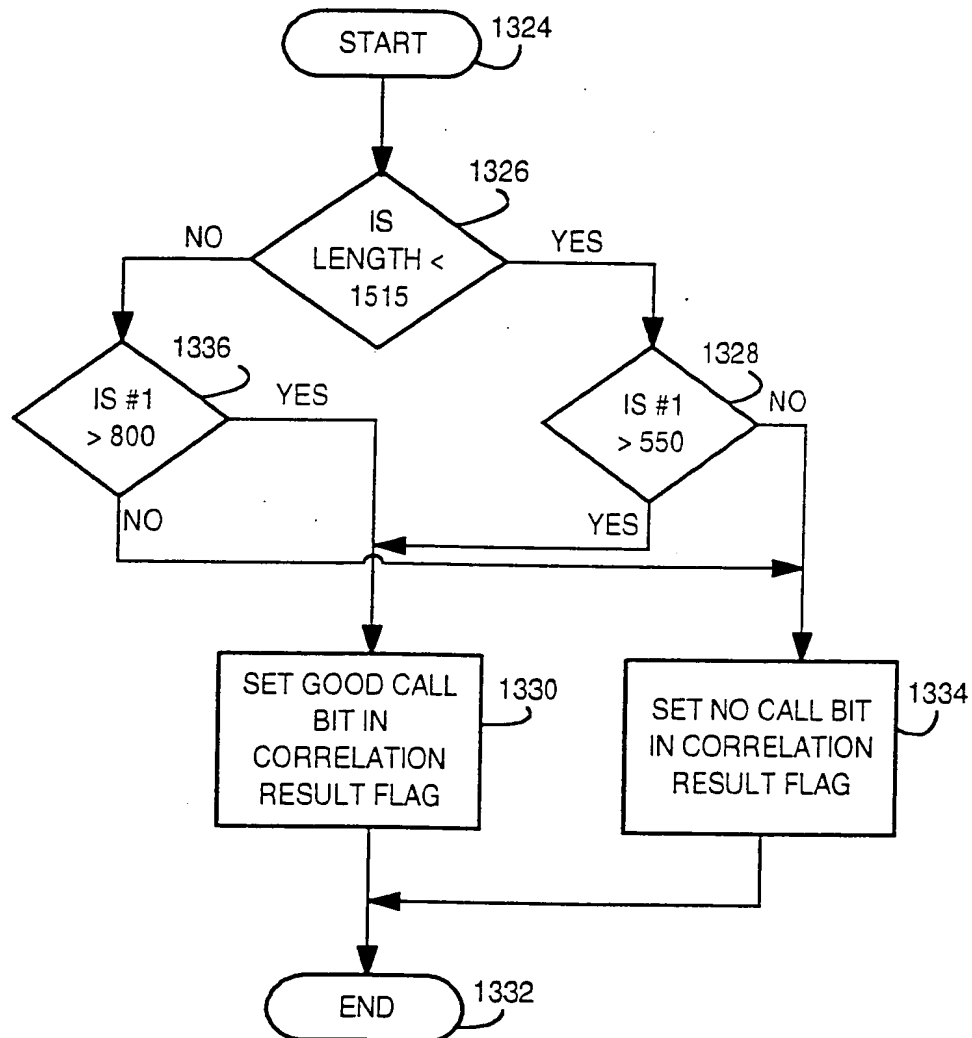 START
1324
1326
IS
LENGTH <
1515
NO
YES
1336
IS #1
> 800
YES
NO
1328
IS #1
> 550
NO
YES
SET GOOD CALL
BIT IN
CORRELATION
RESULT FLAG
1330
SET NO CALL BIT
IN CORRELATION
RESULT FLAG
1334
END
1332